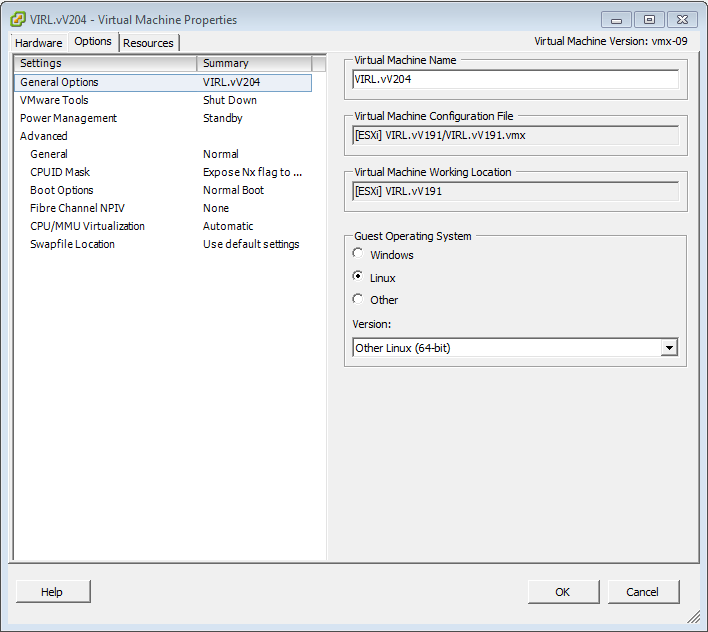 VIRL.vV204 - Virtual Machine Properties
Hardware Options Resources Virtual Machine Version: vmx-09
Settings Summary
General Options VIRL.vV204
VMware Tools Shut Down
Power Management Standby
Advanced
General Normal
CPUID Mask Expose Nx flag to ...
Boot Options Normal Boot
Fibre Channel NPIV None
CPU/MMU Virtualization Automatic
Swapfile Location Use default settings
Virtual Machine Name
VIRL.vV204
Virtual Machine Configuration File
[ESXi] VIRL.vV191/VIRL.vV191.vmx
Virtual Machine Working Location
[ESXi] VIRL.vV191
Guest Operating System
Windows
Linux
Other
Version:
Other Linux (64-bit)
Help OK Cancel